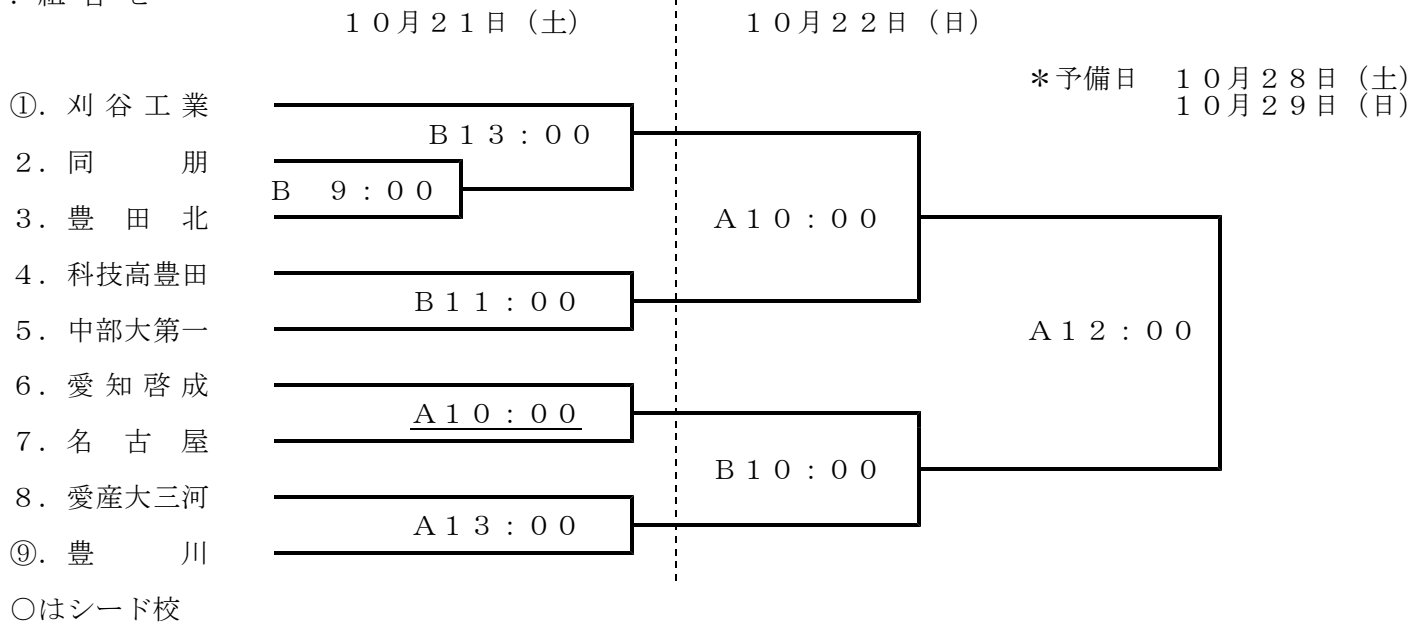 ．組 合 せ
１０月２１日（土） １０月２２日（日）
＊予備日　１０月２８日（土）
１０月２９日（日）
①．刈 谷 工 業
Ｂ１３：００
２．同　　　朋
Ｂ　９：００
３．豊　田　北
Ａ１０：００
４．科技高豊田
Ｂ１１：００
５．中部大第一
Ａ１２：００
６．愛 知 啓 成
Ａ１０：００
７．名　古　屋
Ｂ１０：００
８．愛産大三河
Ａ１３：００
⑨．豊　　　川
○はシード校